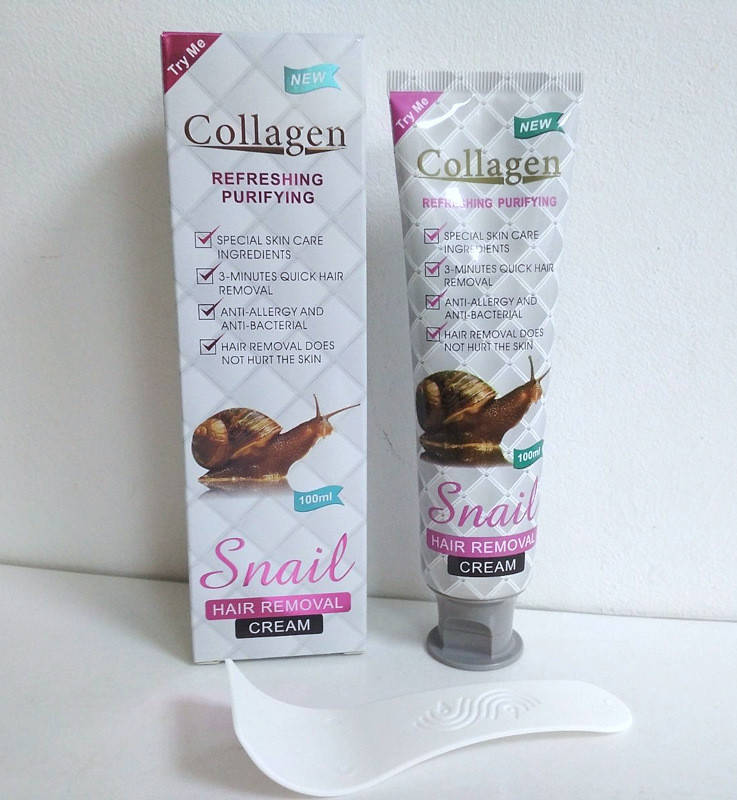 Try Me
NEW
Collagen
REFRESHING
PURIFYING
SPECIAL SKIN CARE
INGREDIENTS
3-MINUTES QUICK HAIR
REMOVAL
ANTI-ALLERGY AND
ANTI-BACTERIAL
HAIR REMOVAL DOES
NOT HURT THE SKIN
100ml
Snail
HAIR REMOVAL
CREAM
Try Me
NEW
Collagen
REFRESHING PURIFYING
SPECIAL SKIN CARE
INGREDIENTS
3-MINUTES QUICK HAIR
REMOVAL
ANTI-ALLERGY AND
ANTI-BACTERIAL
HAIR REMOVAL DOES
NOT HURT THE SKIN
100ml
Snail
HAIR REMOVAL
CREAM